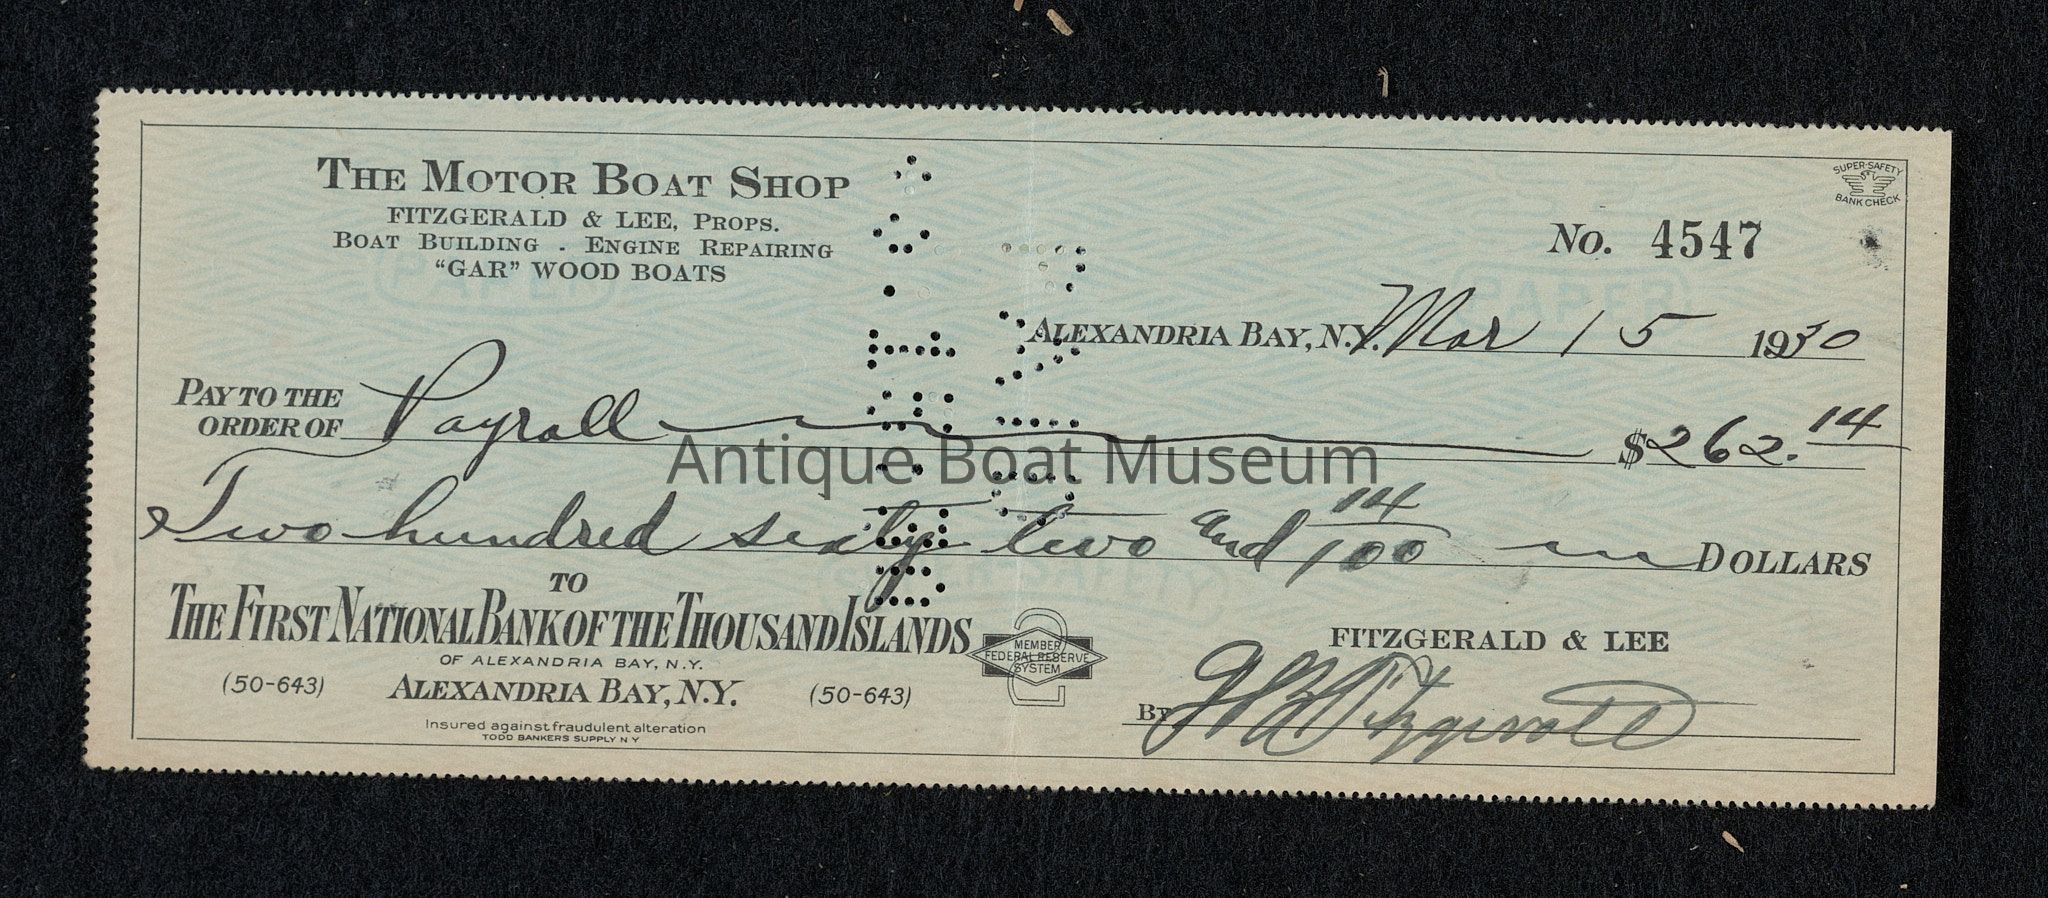 THE MOTOR BOAT SHOP
FITZGERALD & LEE, PROPS.
BOAT BUILDING . ENGINE REPAIRING
"GAR" WOOD BOATS
SUPER-SAFETY
BANK CHECK
No. 4547
ALEXANDRIA BAY, N.Y. Mar 15 1930
PAY TO THE
ORDER OF Payroll $262.14
Antique Boat Museum
Two hundred sixty two and 14/100 DOLLARS
TO
THE FIRST NATIONAL BANK OF THE THOUSAND ISLANDS
OF ALEXANDRIA BAY, N.Y.
(50-643) ALEXANDRIA BAY, N.Y. (50-643)
Insured against fraudulent alteration
TODD BANKERS SUPPLY N Y
MEMBER
FEDERAL RESERVE
SYSTEM
2
FITZGERALD & LEE
BY Fitzgerald